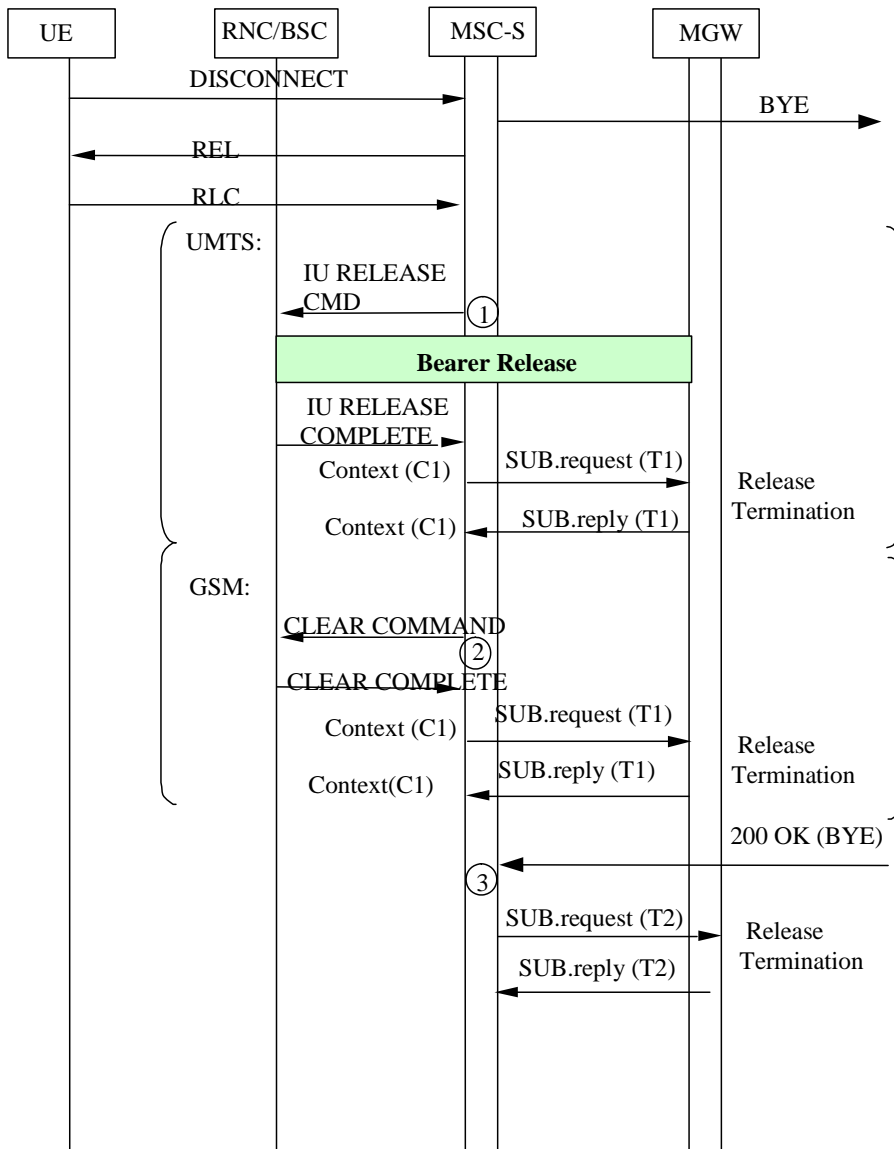 UE
RNC/BSC
MSC-S
MGW
DISCONNECT
BYE
REL
RLC
UMTS:
IU RELEASE
CMD
1
Bearer Release
IU RELEASE
COMPLETE
Context (C1)
SUB.request (T1)
Release
Termination
Context (C1)
SUB.reply (T1)
GSM:
CLEAR COMMAND
2
CLEAR COMPLETE
Context (C1)
SUB.request (T1)
Release
Termination
Context(C1)
SUB.reply (T1)
200 OK (BYE)
3
SUB.request (T2)
Release
Termination
SUB.reply (T2)